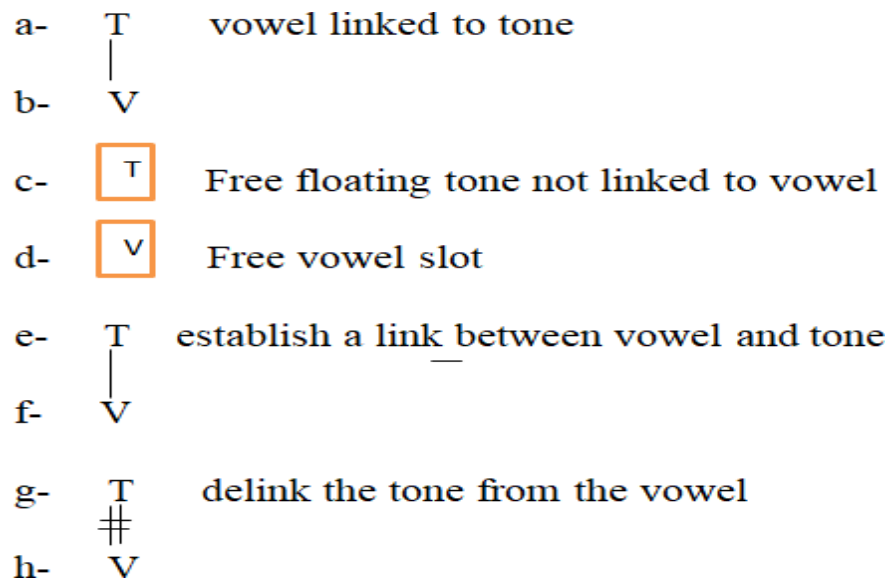 a- T vowel linked to tone
b- V
c- T Free floating tone not linked to vowel
d- V Free vowel slot
e- T establish a link between vowel and tone
f- V
g- T delink the tone from the vowel
h- V